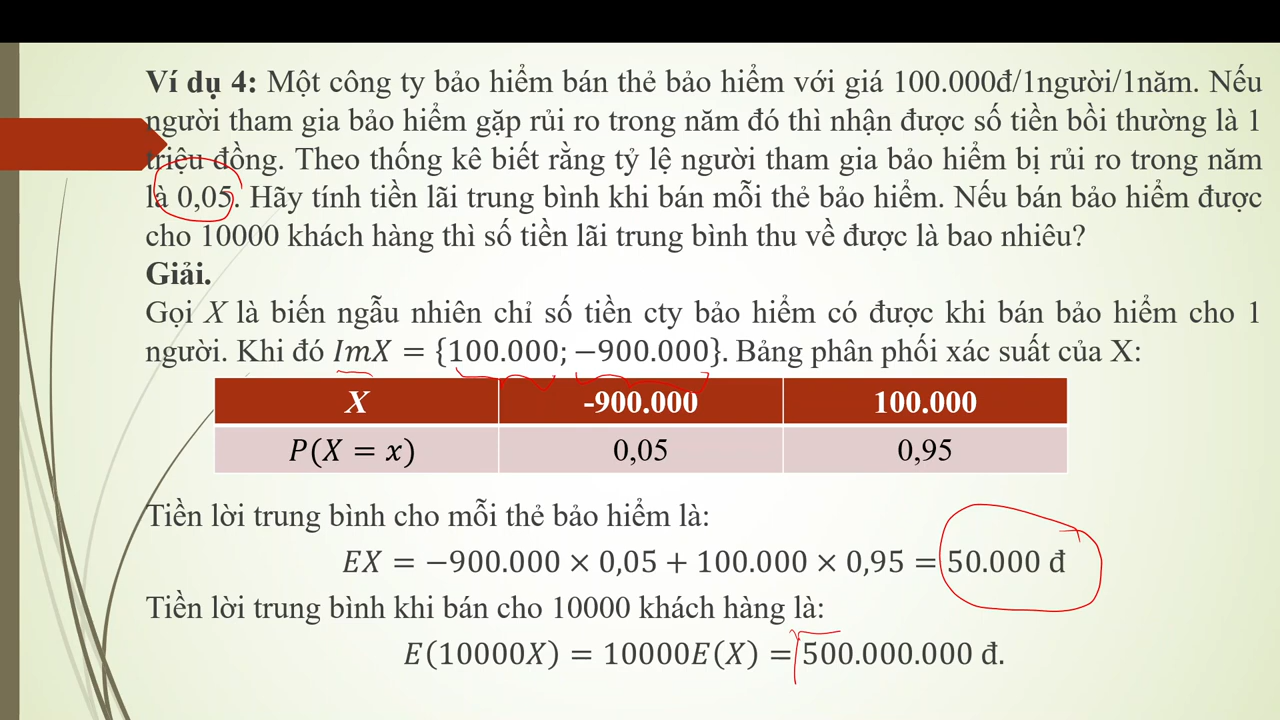 Ví dụ 4: Một công ty bảo hiểm bán thẻ bảo hiểm với giá 100.000đ/1người/1năm. Nếu
người tham gia bảo hiểm gặp rủi ro trong năm đó thì nhận được số tiền bồi thường là 1
triệu đồng. Theo thống kê biết rằng tỷ lệ người tham gia bảo hiểm bị rủi ro trong năm
là 0,05. Hãy tính tiền lãi trung bình khi bán mỗi thẻ bảo hiểm. Nếu bán bảo hiểm được
cho 10000 khách hàng thì số tiền lãi trung bình thu về được là bao nhiêu?
Giải.
Gọi X là biến ngẫu nhiên chỉ số tiền cty bảo hiểm có được khi bán bảo hiểm cho 1
người. Khi đó ImX = {100.000; −900.000}. Bảng phân phối xác suất của X:
X -900.000 100.000
P(X = x) 0,05 0,95
Tiền lời trung bình cho mỗi thẻ bảo hiểm là:
EX = −900.000 × 0,05 + 100.000 × 0,95 = 50.000 đ
Tiền lời trung bình khi bán cho 10000 khách hàng là:
E(10000X) = 10000E(X) = 500.000.000 đ.